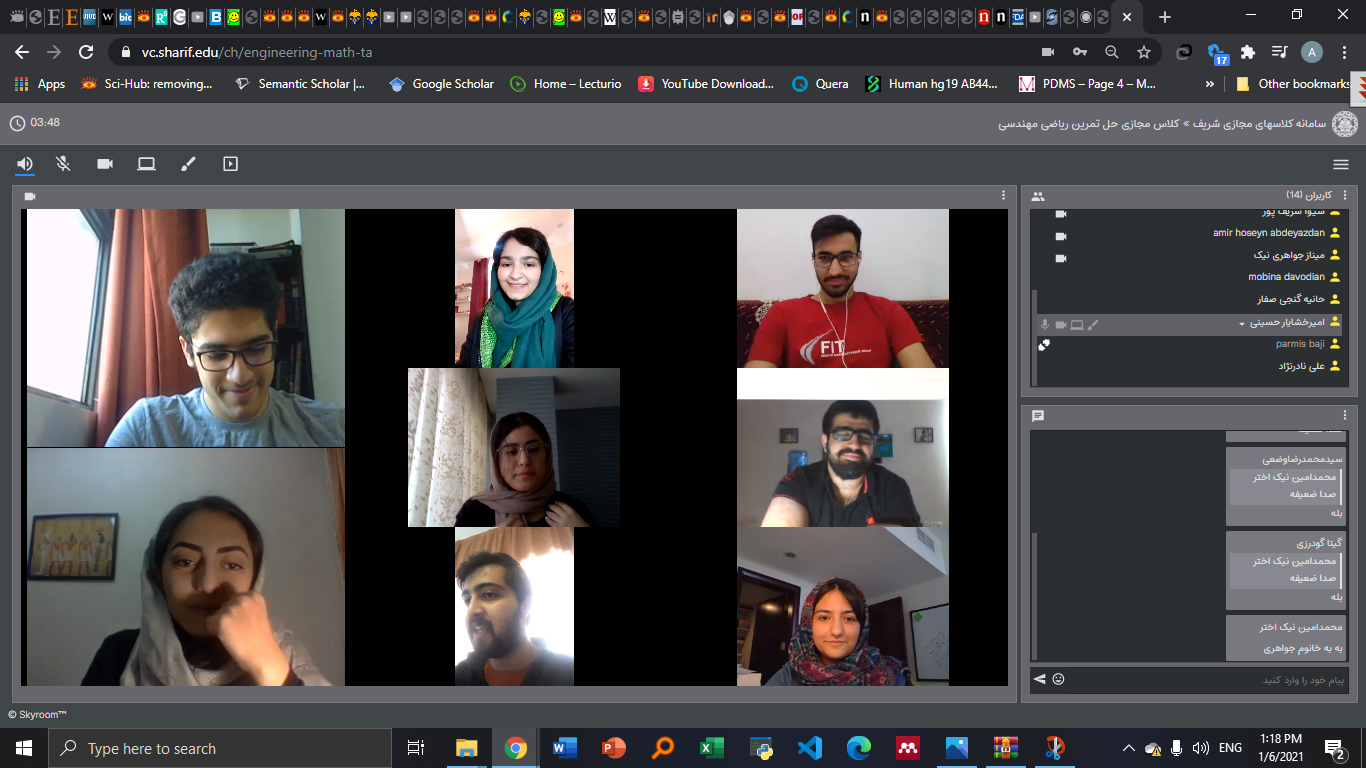 vc.sharif.edu/ch/engineering-math-ta
17
A
Apps
Sci-Hub: removing...
Semantic Scholar |...
Google Scholar
Home – Lecturio
YouTube Download...
Quera
Human hg19 AB44...
PDMS – Page 4 – M...
»
Other bookmarks
03:48
سامانه کلاسهای مجازی شریف » کلاس مجازی حل تمرین ریاضی مهندسی
کاربران (14)
شیوا شریف پور
amir hoseyn abdeyazdan
میناز جواهری نیک
mobina davodian
حانیه گنجی صفار
امیرخشایار حسینی
parmis baji
علی نادرنژاد
FIT
سیدمحمدرضاوضعی
محمدامین نیک اختر
صدا ضعیفه
بله
گیتا گودرزی
محمدامین نیک اختر
صدا ضعیفه
بله
محمدامین نیک اختر
به به خانوم جواهری
پیام خود را وارد کنید
© Skyroom™
Type here to search
ENG
1:18 PM
1/6/2021
2